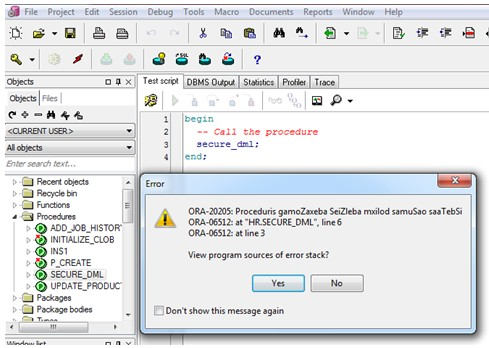 File Project Edit Session Debug Tools Macro Documents Reports Window Help
Objects
Objects Files
<CURRENT USER>
All objects
Enter search text...
Recent objects
Recycle bin
Functions
Procedures
ADD_JOB_HISTOR
INITIALIZE_CLOB
INS1
P_CREATE
SECURE_DML
UPDATE_PRODUC
Packages
Package bodies
Window list
Test script DBMS Output Statistics Profiler Trace
1 begin
2 -- Call the procedure
3 secure_dml;
4 end;
Error
ORA-20205: Proceduris gamoZaxeba SeiZleba mxilod samuSao saaTebSi
ORA-06512: at "HR.SECURE_DML", line 6
ORA-06512: at line 3
View program sources of error stack?
Yes No
Don't show this message again